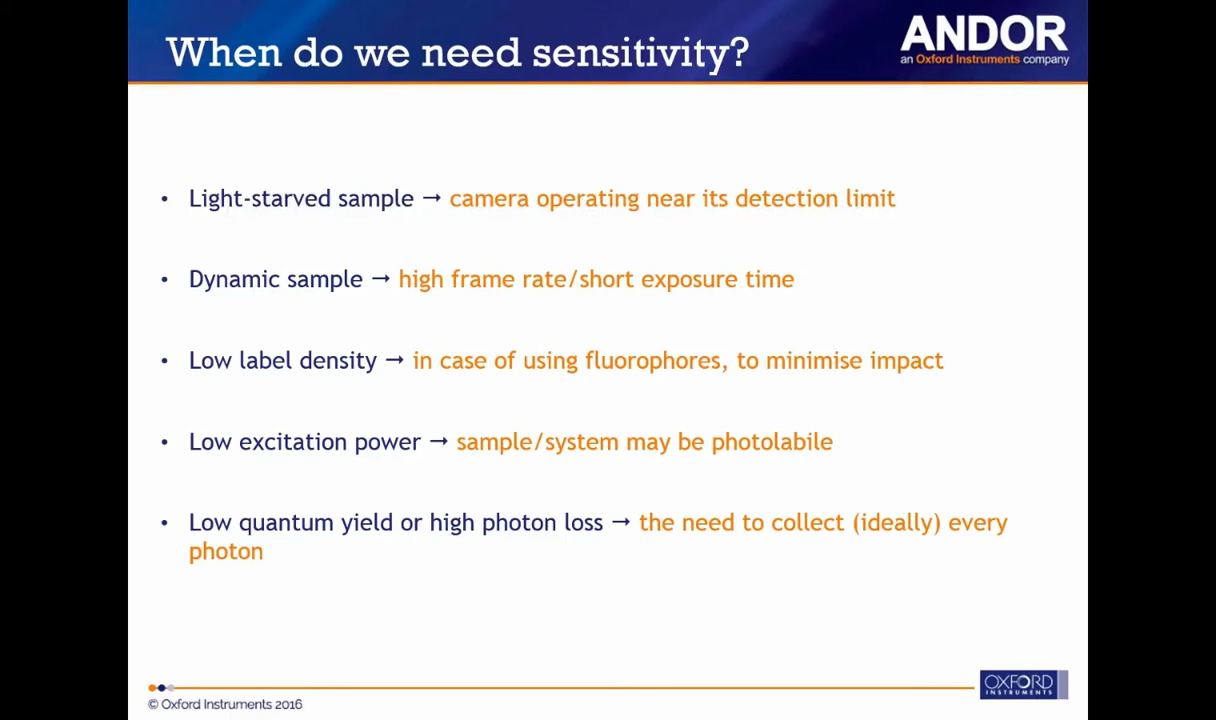 When do we need sensitivity?
ANDOR
an Oxford Instruments company
• Light-starved sample → camera operating near its detection limit
• Dynamic sample → high frame rate/short exposure time
• Low label density → in case of using fluorophores, to minimise impact
• Low excitation power → sample/system may be photolabile
• Low quantum yield or high photon loss → the need to collect (ideally) every
photon
© Oxford Instruments 2016
OXFORD
INSTRUMENTS